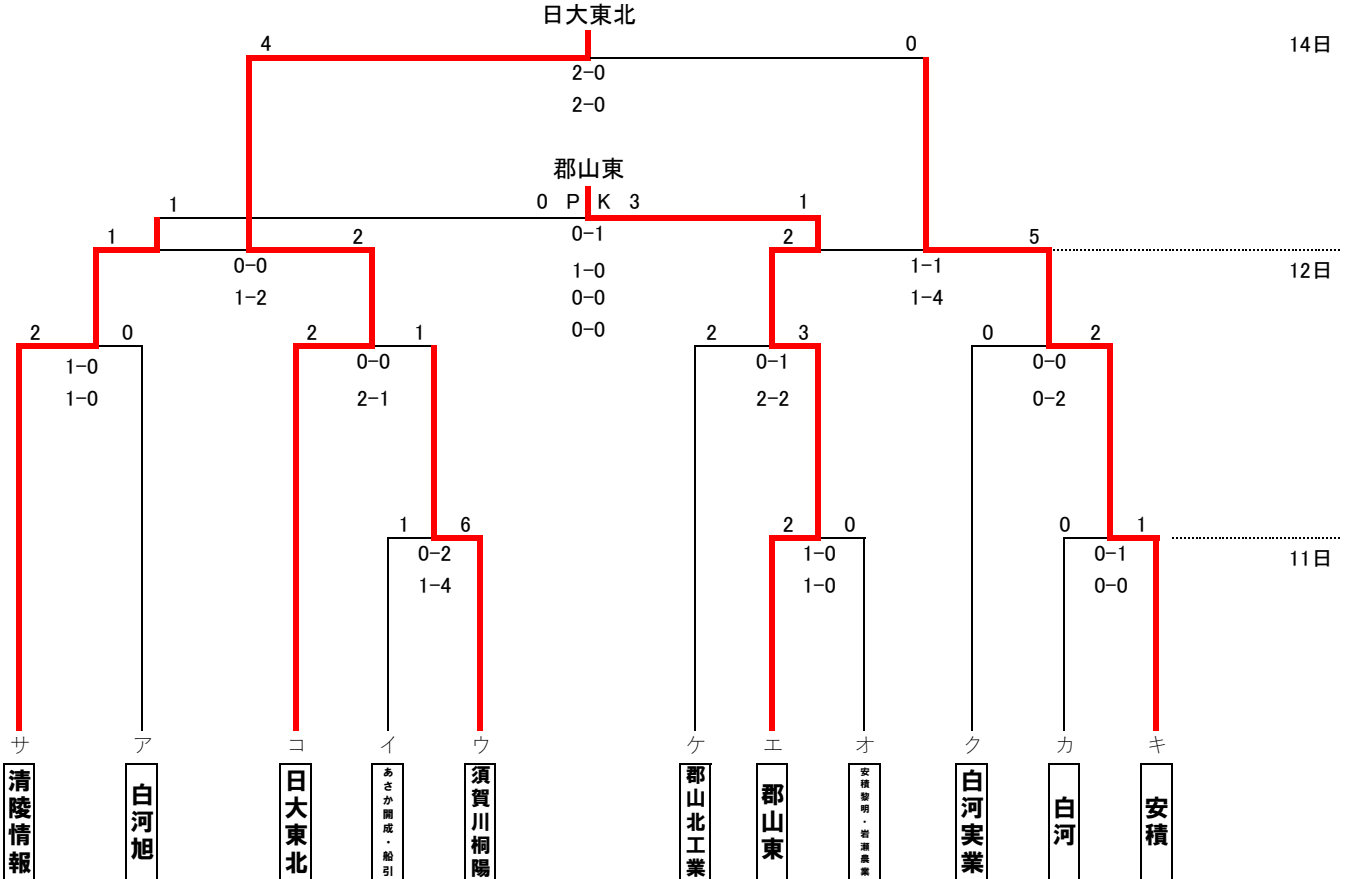 日大東北
4 0 14日
2-0
2-0
郡山東
1 0 P K 3 1
0-1
1 2 2 5
0-0 1-0 1-1 12日
1-2 0-0 1-4
0-0
2 0 2 1 2 3 0 2
1-0 0-0 0-1 0-0
1-0 2-1 2-2 0-2
1 6 2 0 0 1
0-2 1-0 0-1 11日
1-4 1-0 0-0
サ ア コ イ ウ ケ エ オ ク カ キ
清陵情報
白河旭
日大東北
あさか開成・船引
須賀川桐陽
郡山北工業
郡山東
安積黎明・岩瀬農業
白河実業
白河
安積